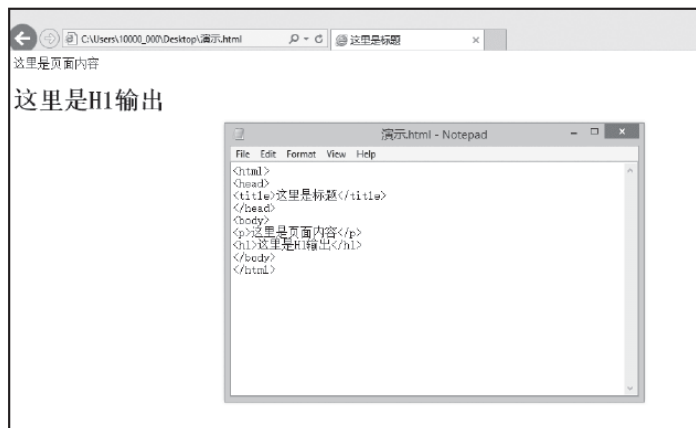 C:\Users\10000_000\Desktop\演示.html
这里是标题
这里是页面内容
这里是H1输出
演示.html - Notepad
File Edit Format View Help
<html>
<head>
<title>这里是标题</title>
</head>
<body>
<p>这里是页面内容</p>
<h1>这里是H1输出</h1>
</body>
</html>